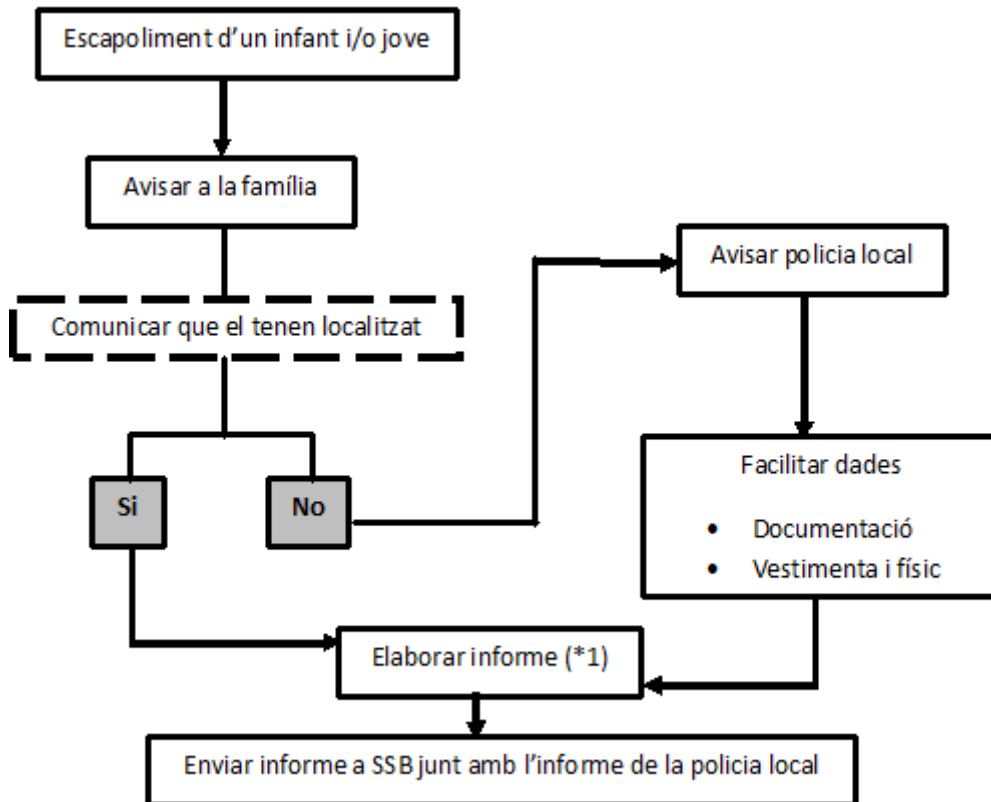 Escapoliment d'un infant i/o jove
Avisar a la família
Comunicar que el tenen localitzat
Si
No
Avisar policia local
Facilitar dades
• Documentació
• Vestimenta i físic
Elaborar informe (*1)
Enviar informe a SSB junt amb l'informe de la policia local